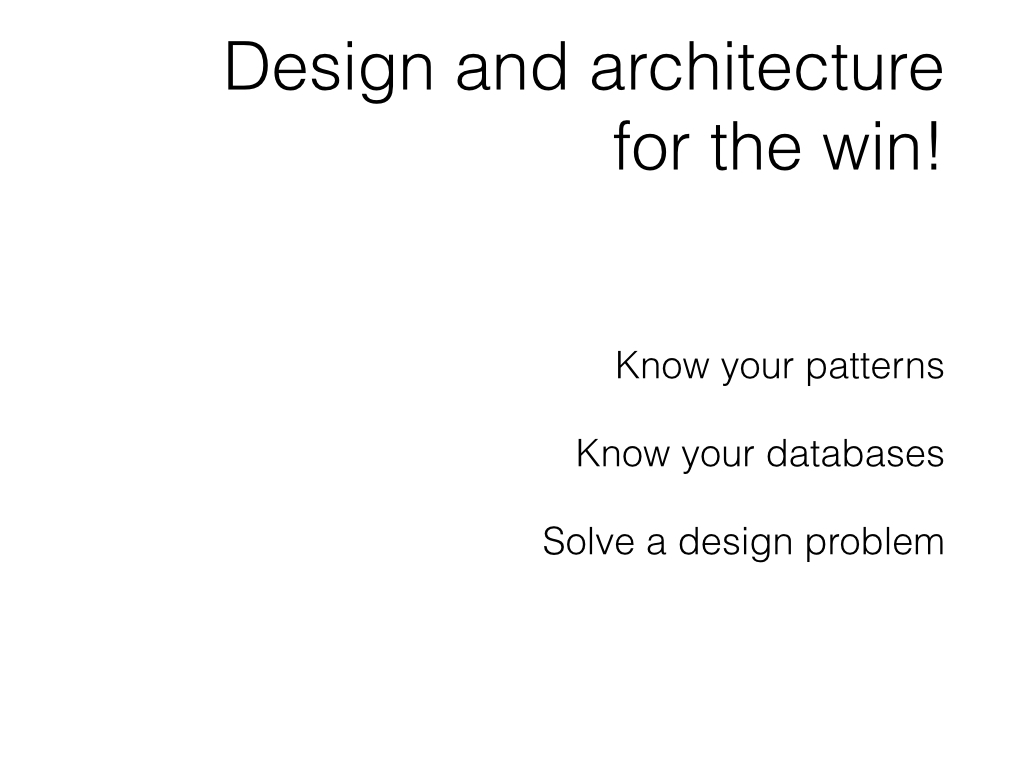 Design and architecture
for the win!
Know your patterns
Know your databases
Solve a design problem